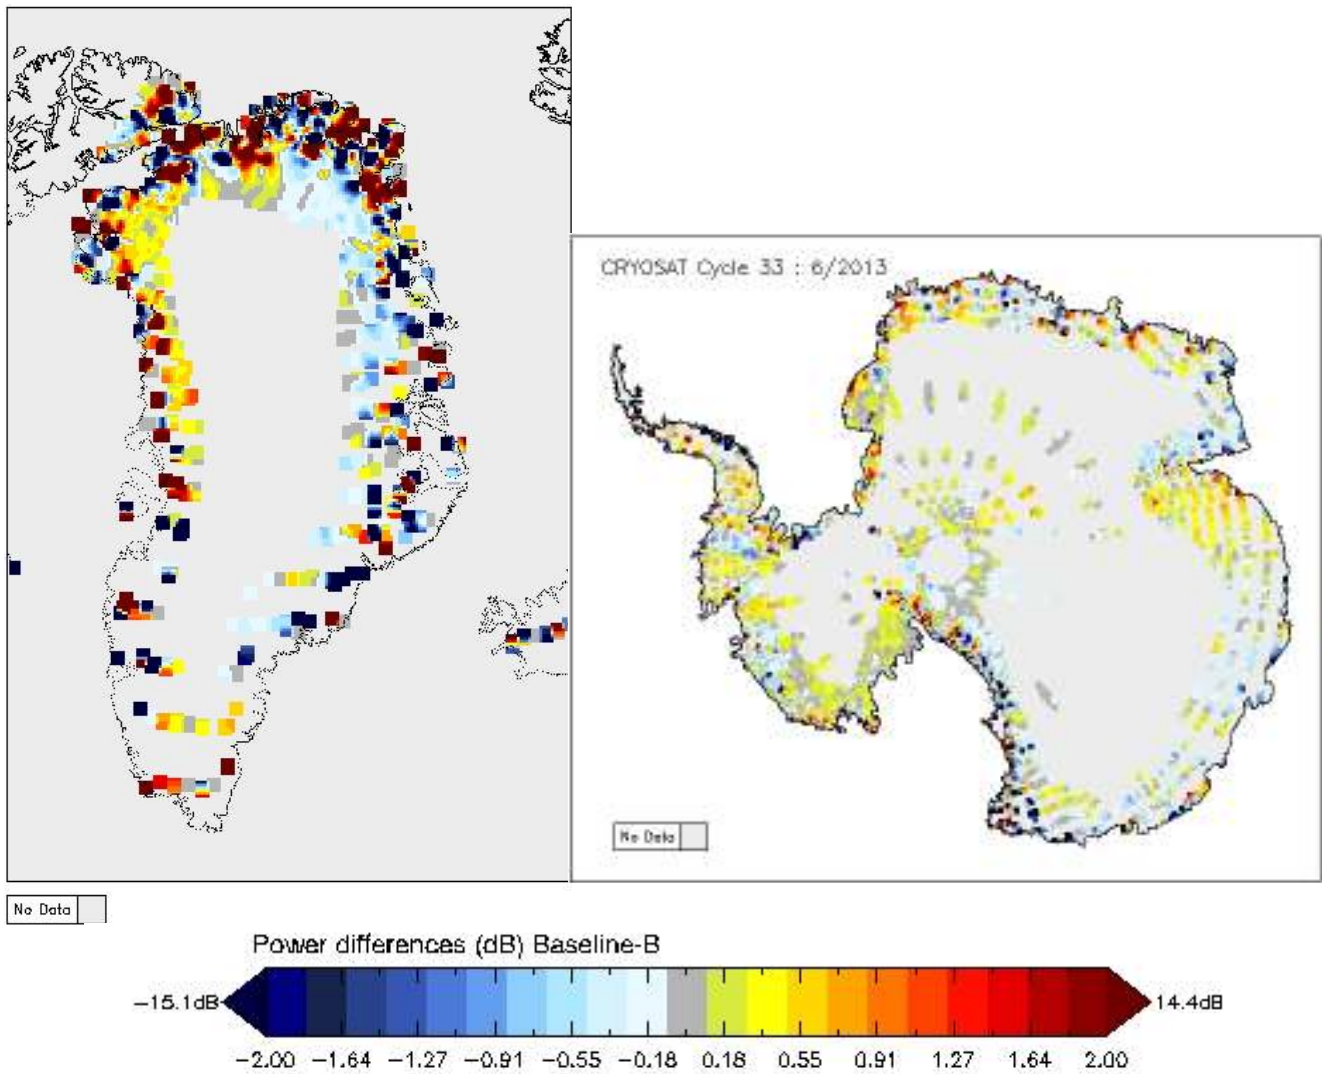 CRYOSAT Cycle 33 : 6/2013
No Data
No Data
Power differences (dB) Baseline-B
-15.1dB
14.4dB
-2.00 -1.64 -1.27 -0.91 -0.55 -0.18 0.18 0.55 0.91 1.27 1.64 2.00